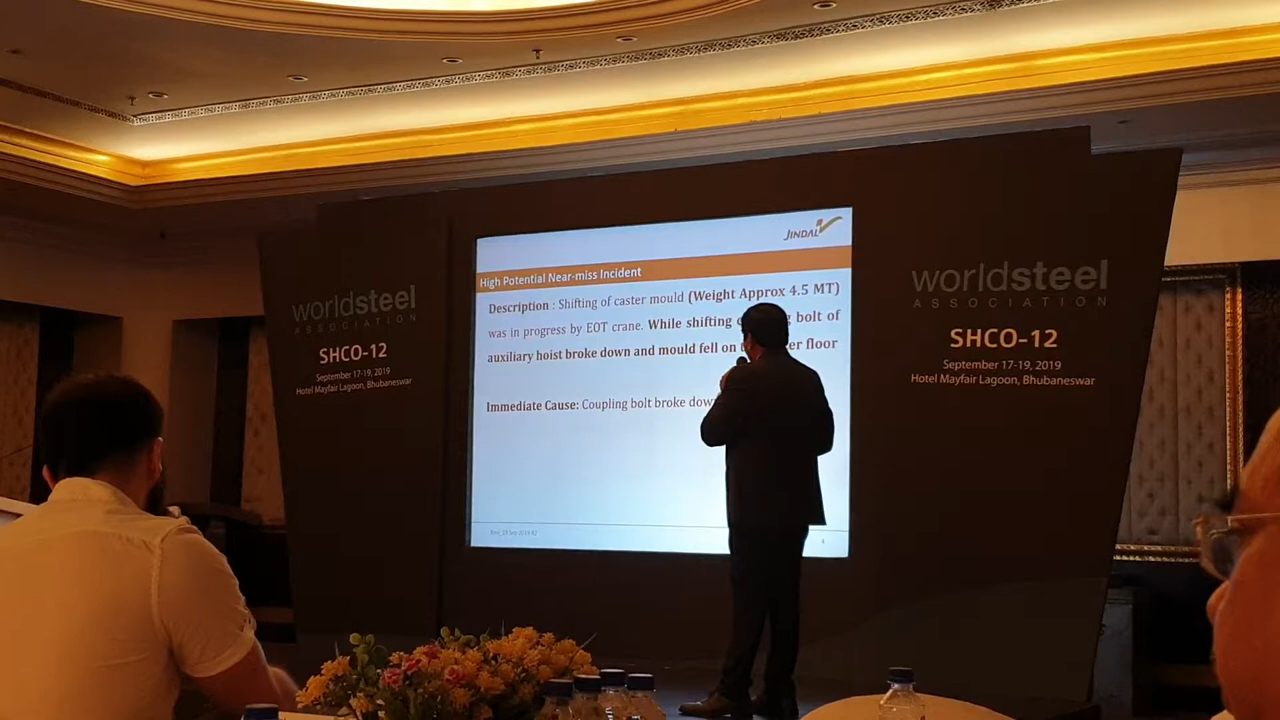 worldsteel
ASSOCIATION
SHCO-12
September 17-19, 2019
Hotel Mayfair Lagoon, Bhubaneswar
JINDAL
High Potential Near-miss Incident
Description : Shifting of caster mould (Weight Approx 4.5 MT)
was in progress by EOT crane. While shifting bolt of
auxiliary hoist broke down and mould fell on floor
Immediate Cause: Coupling bolt broke dow
4
worldsteel
ASSOCIATION
SHCO-12
September 17-19, 2019
Hotel Mayfair Lagoon, Bhubaneswar